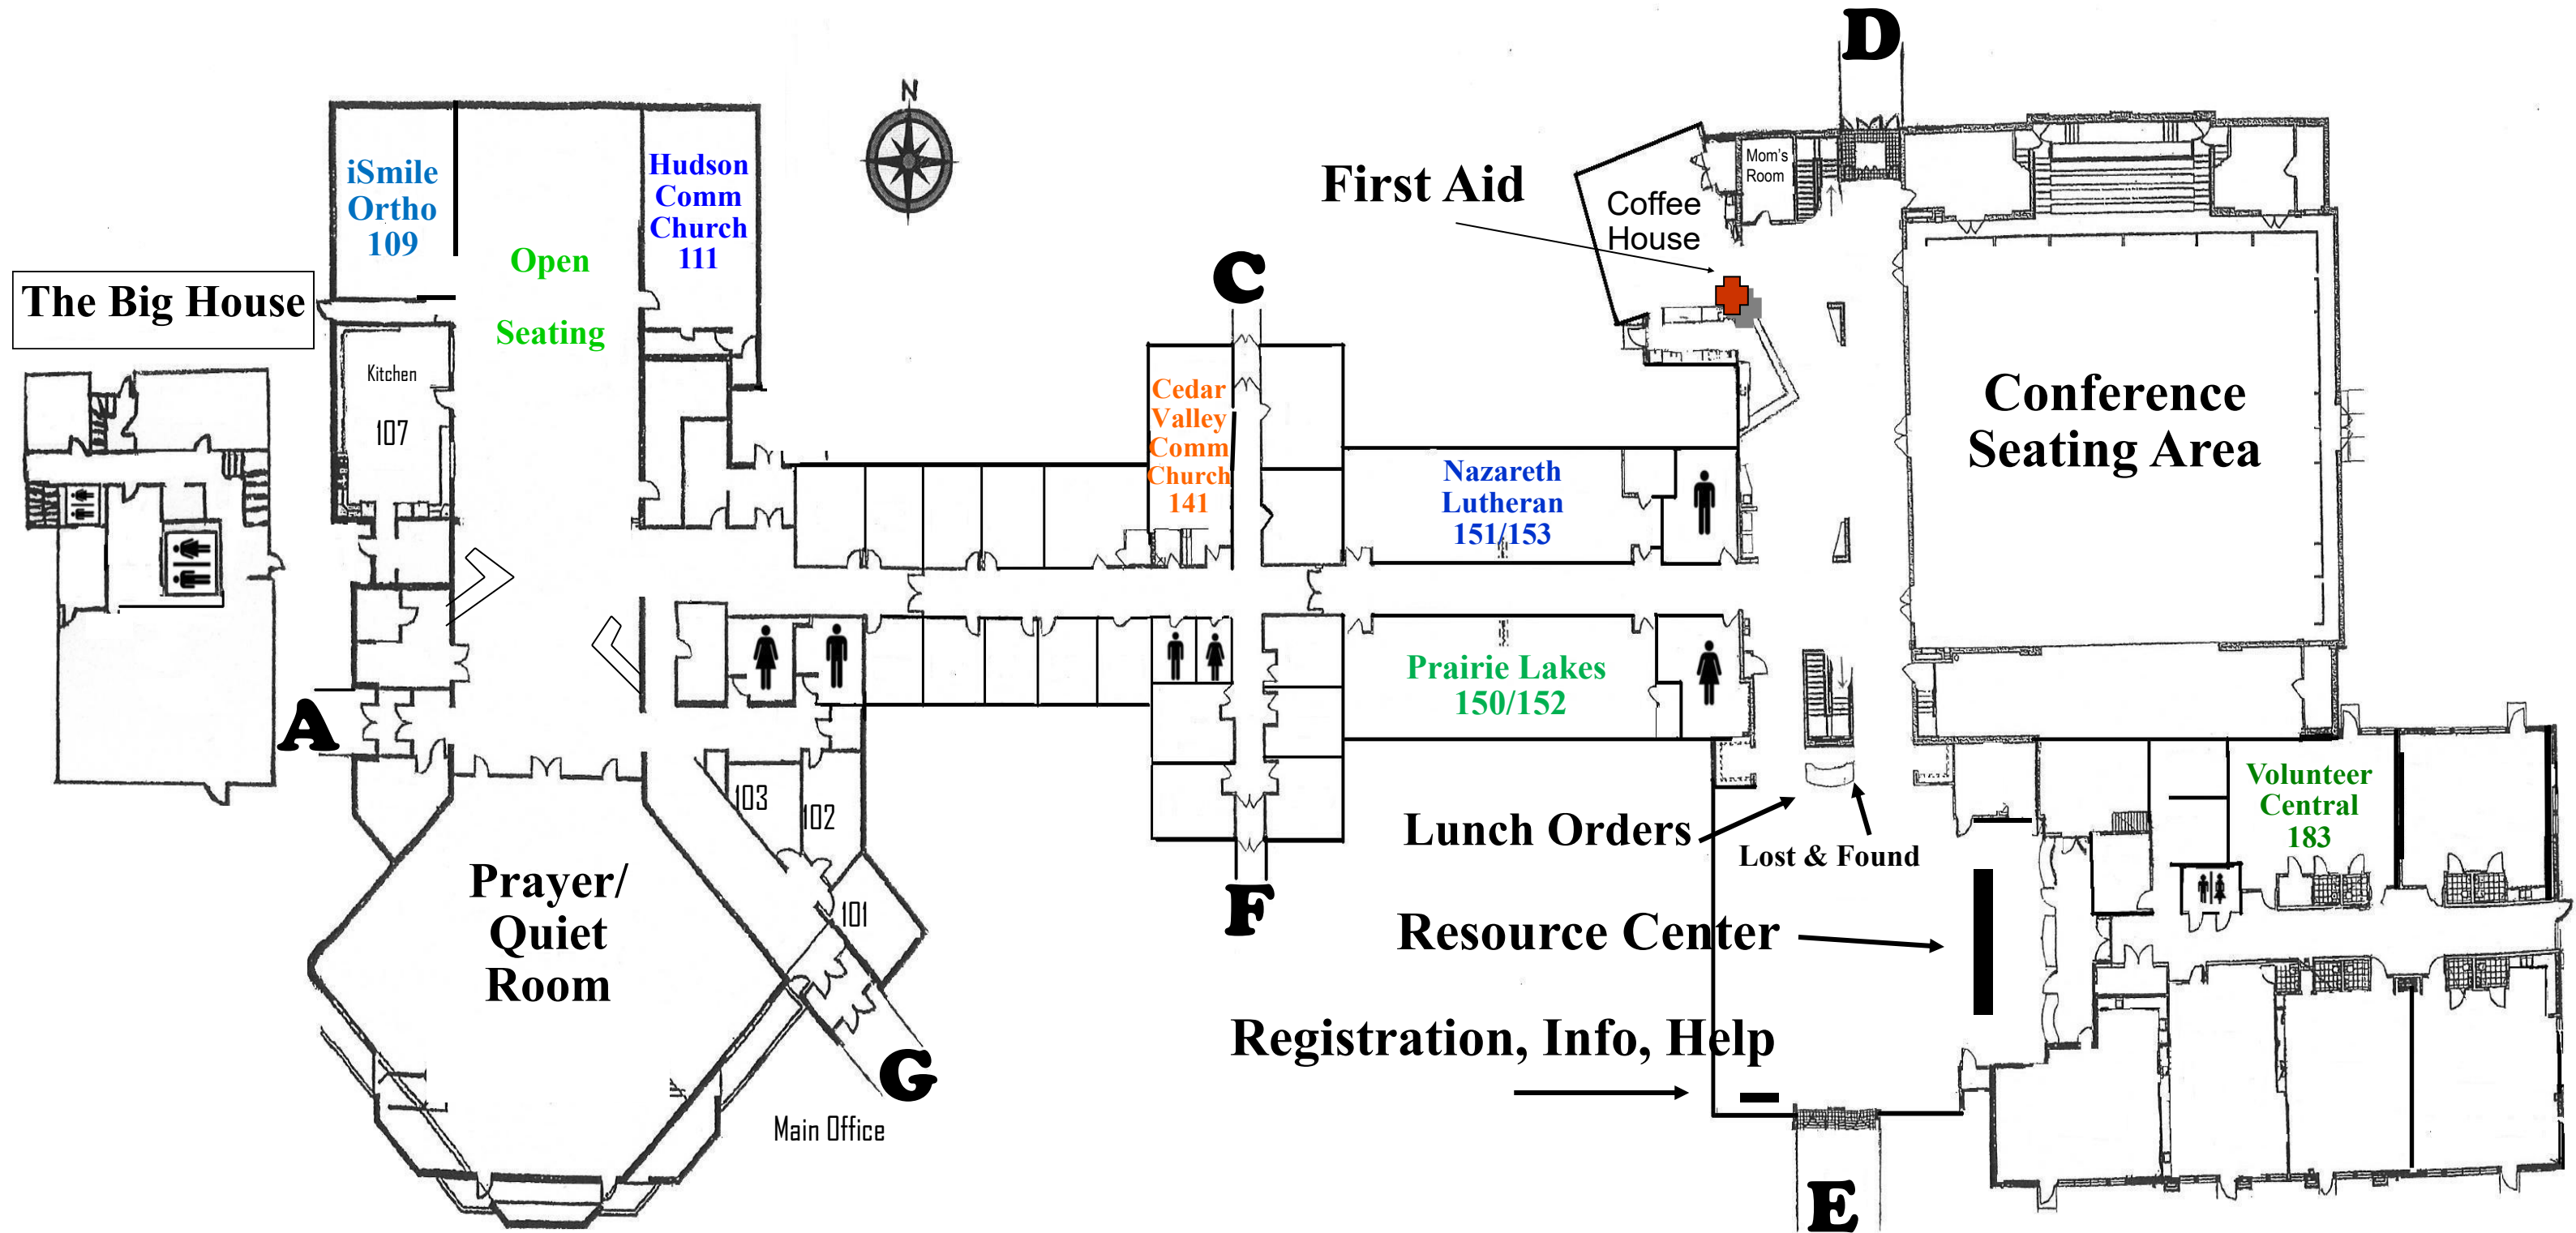 D
N
iSmile
Ortho
109
Hudson
Comm
Church
111
Open
Seating
The Big House
Kitchen
107
A
First Aid
Coffee
House
Mom's
Room
C
Cedar
Valley
Comm
Church
141
Nazareth
Lutheran
151/153
Conference
Seating Area
Prairie Lakes
150/152
103
102
101
Prayer/
Quiet
Room
G
Main Office
F
Lunch Orders
Lost & Found
Volunteer
Central
183
Resource Center
Registration, Info, Help
E